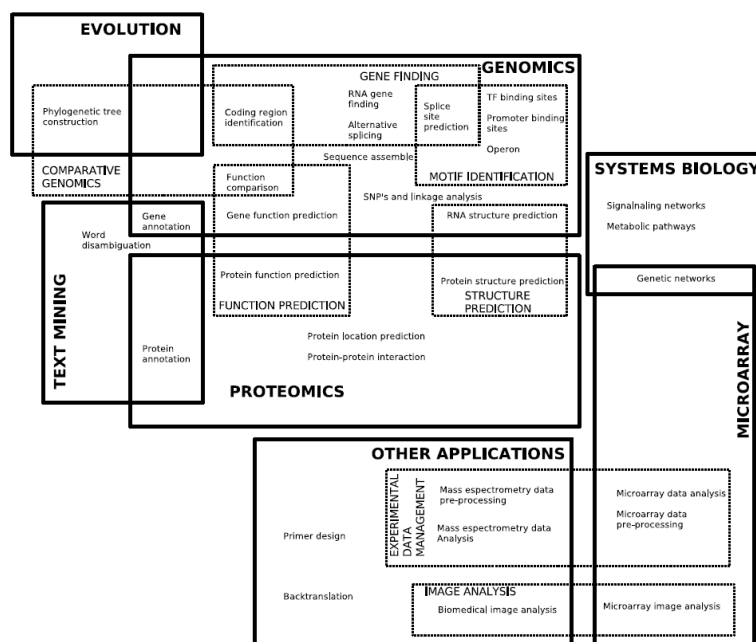 EVOLUTION
GENOMICS
GENE FINDING
RNA gene
finding
Alternative
splicing
Splice
site
prediction
TF binding sites
Promoter binding
sites
Operon
MOTIF IDENTIFICATION
Phylogenetic tree
construction
Coding region
identification
COMPARATIVE
GENOMICS
Sequence assemble
Function
comparison
SNP's and linkage analysis
Gene
annotation
Gene function prediction
RNA structure prediction
Word
disambiguation
SYSTEMS BIOLOGY
Signalnaling networks
Metabolic pathways
Genetic networks
Protein function prediction
FUNCTION PREDICTION
Protein structure prediction
STRUCTURE
PREDICTION
TEXT MINING
Protein
annotation
Protein location prediction
Protein-protein interaction
PROTEOMICS
MICROARRAY
OTHER APPLICATIONS
EXPERIMENTAL
DATA
MANAGEMENT
Mass espectrometry data
pre-processing
Mass espectrometry data
Analysis
Microarray data analysis
Microarray data
pre-processing
Primer design
Backtranslation
IMAGE ANALYSIS
Biomedical image analysis
Microarray image analysis